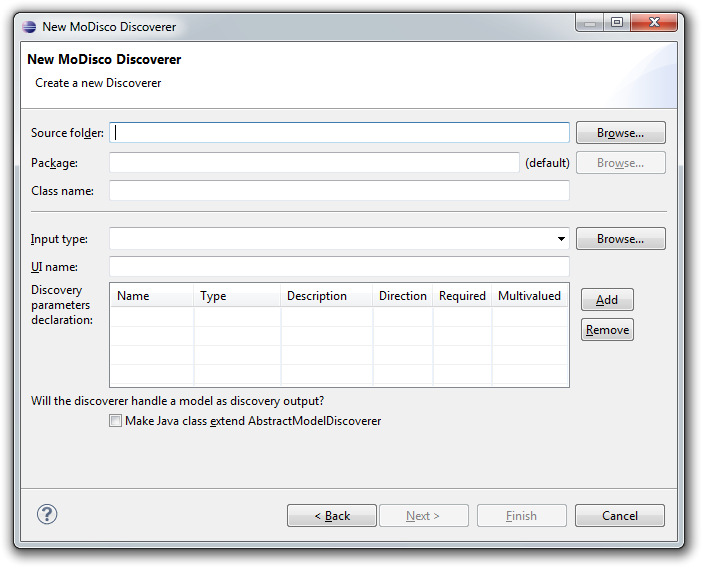 New MoDisco Discoverer
New MoDisco Discoverer
Create a new Discoverer
Source folder: Browse...
Package: (default) Browse...
Class name:
Input type: Browse...
UI name:
Discovery parameters declaration:
Name Type Description Direction Required Multivalued
Add
Remove
Will the discoverer handle a model as discovery output?
Make Java class extend AbstractModelDiscoverer
? < Back Next > Finish Cancel